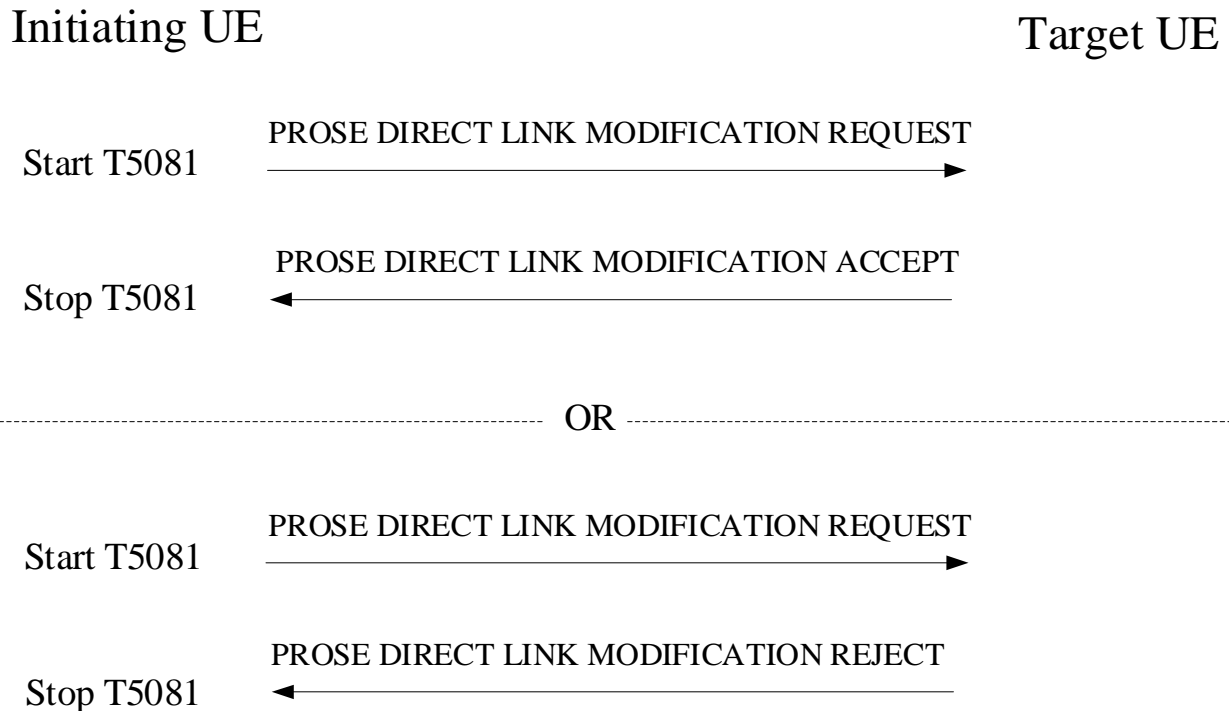 Initiating UE
Target UE
PROSE DIRECT LINK MODIFICATION REQUEST
Start T5081
PROSE DIRECT LINK MODIFICATION ACCEPT
Stop T5081
OR
PROSE DIRECT LINK MODIFICATION REQUEST
Start T5081
PROSE DIRECT LINK MODIFICATION REJECT
Stop T5081